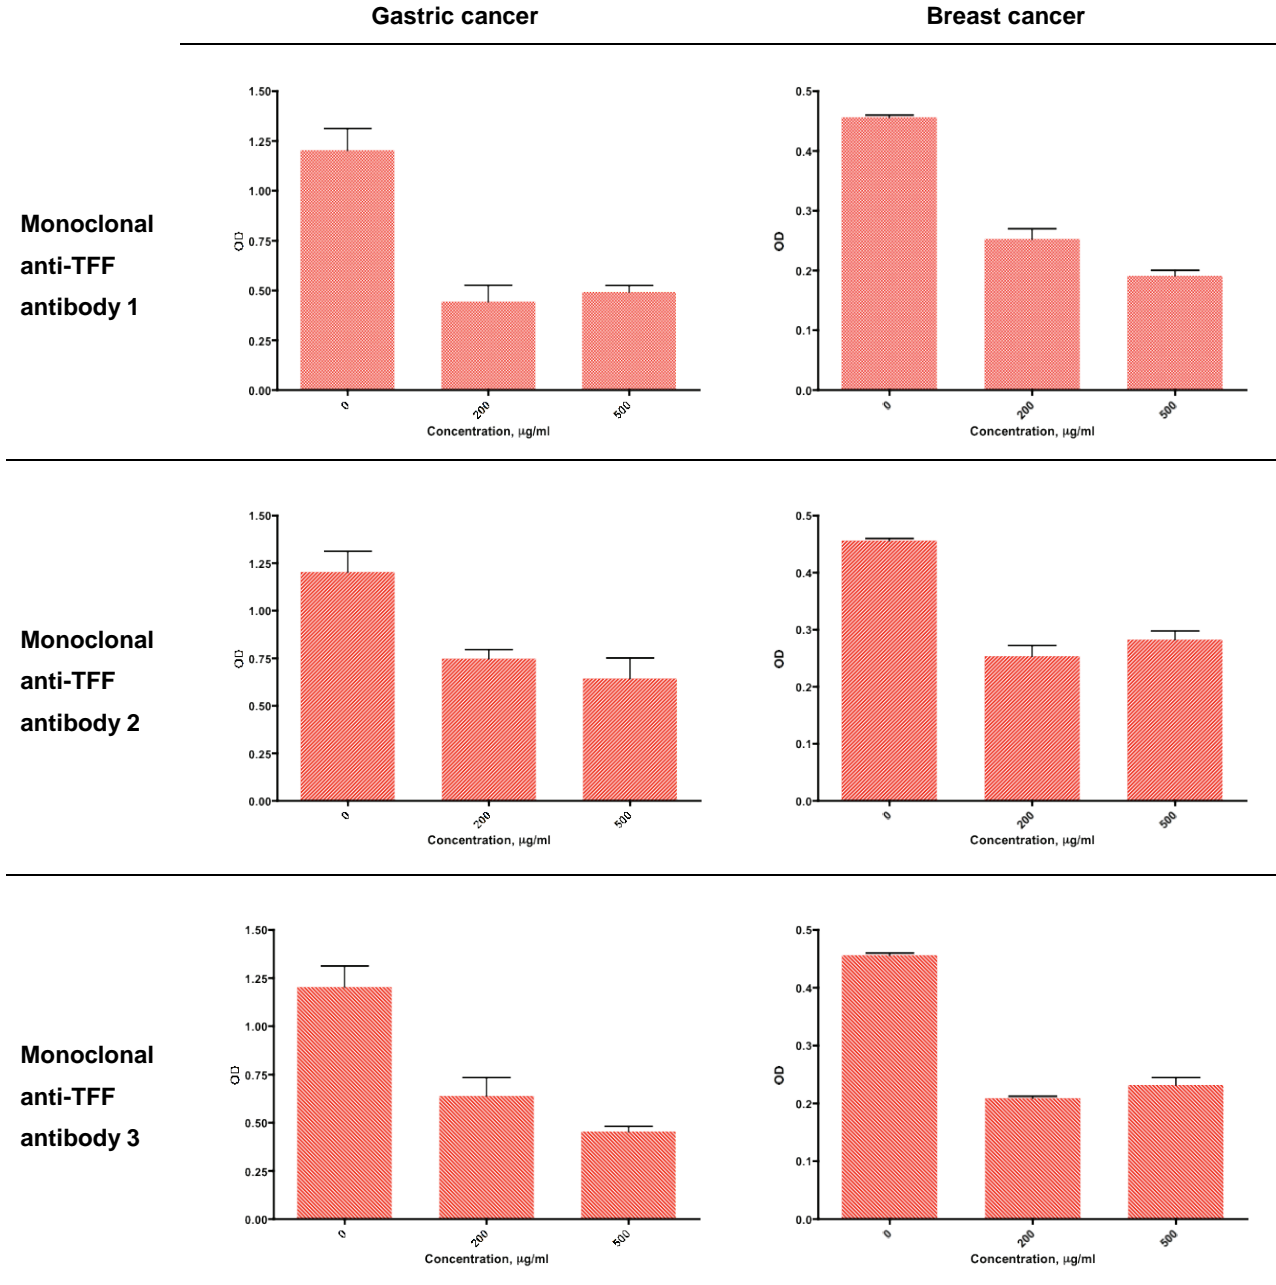 Gastric cancer
Breast cancer
Monoclonal
anti-TFF
antibody 1
1.50
1.25
1.00
0.75
0.50
0.25
0.00
OD
0
200
500
Concentration, μg/ml
0.5
0.4
0.3
0.2
0.1
0.0
OD
0
200
500
Concentration, μg/ml
Monoclonal
anti-TFF
antibody 2
1.50
1.25
1.00
0.75
0.50
0.25
0.00
OD
0
200
500
Concentration, μg/ml
0.5
0.4
0.3
0.2
0.1
0.0
OD
0
200
500
Concentration, μg/ml
Monoclonal
anti-TFF
antibody 3
1.50
1.25
1.00
0.75
0.50
0.25
0.00
OD
0
200
500
Concentration, μg/ml
0.5
0.4
0.3
0.2
0.1
0.0
OD
0
200
500
Concentration, μg/ml